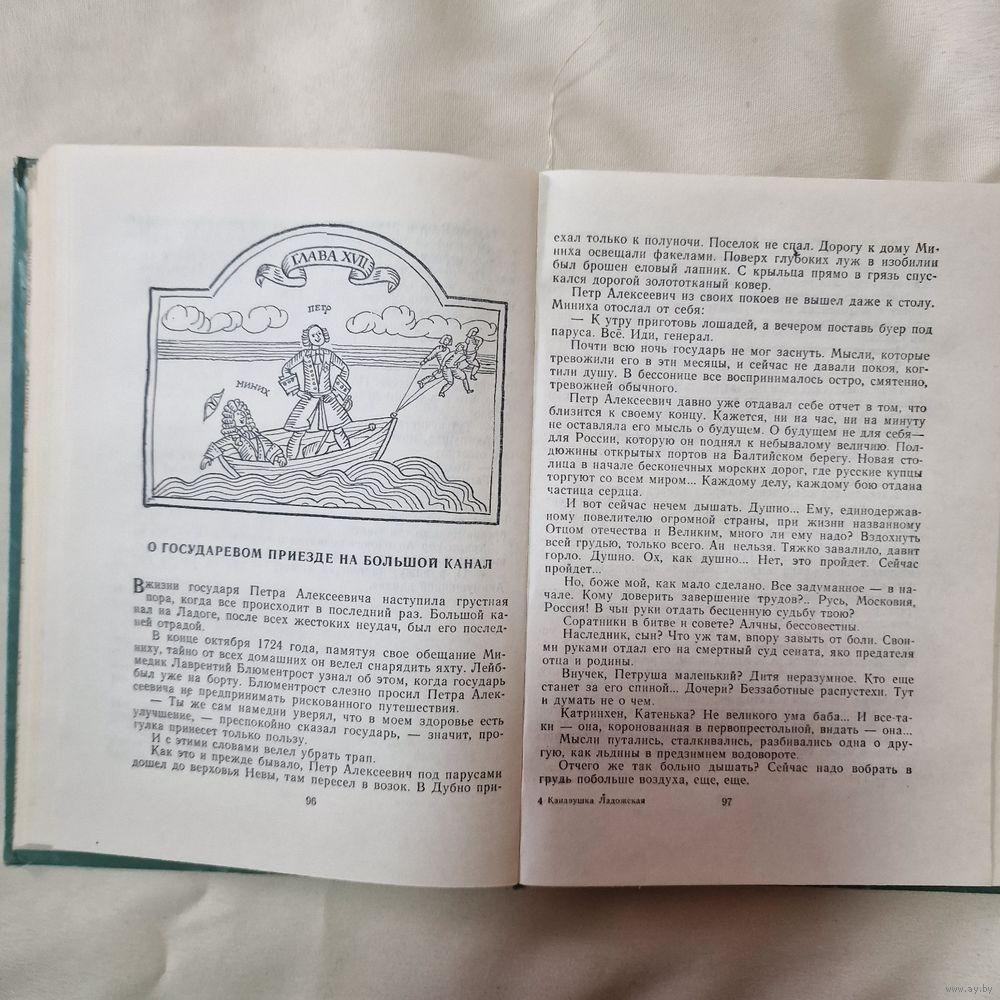 ГЛАВА XVII
ПЕТР
МИНИХ
О ГОСУДАРЕВОМ ПРИЕЗДЕ НА БОЛЬШОЙ КАНАЛ
В жизни государя Петра Алексеевича наступила грустная
пора, когда все происходит в последний раз. Большой ка-
нал на Ладоге, после всех жестоких неудач, был его послед-
ней отрадой.
В конце октября 1724 года, памятуя свое обещание Ми-
ниху, тайно от всех домашних он велел снарядить яхту. Лейб-
медик Лаврентий Блюментрост узнал об этом, когда государь
был уже на борту. Блюментрост слезно просил Петра Алек-
сеевича не предпринимать рискованного путешествия.
— Ты же сам намедни уверял, что в моем здоровье есть
улучшение, — преспокойно сказал государь, — значит, про-
гулка принесет только пользу.
И с этими словами велел убрать трап.
Как это и прежде бывало, Петр Алексеевич под парусами
дошел до верховья Невы, там пересел в возок. В Дубно при-
96
ехал только к полуночи. Поселок не спал. Дорогу к дому Ми-
ниха освещали факелами. Поверх глубоких луж в изобилии
был брошен еловый лапник. С крыльца прямо в грязь спус-
кался дорогой золототканый ковер.
Петр Алексеевич из своих покоев не вышел даже к столу.
Миниха отослал от себя:
— К утру приготовь лошадей, а вечером поставь буер под
паруса. Всё. Иди, генерал.
Почти всю ночь государь не мог заснуть. Мысли, которые
тревожили его в эти месяцы, и сейчас не давали покоя, ког-
тили душу. В бессонице все воспринималось остро, смятенно,
тревожней обычного.
Петр Алексеевич давно уже отдавал себе отчет в том, что
близится к своему концу. Кажется, ни на час, ни на минуту
не оставляла его мысль о будущем. О будущем не для себя—
для России, которую он поднял к небывалому величию. Пол-
дюжины открытых портов на Балтийском берегу. Новая сто-
лица в начале бесконечных морских дорог, где русские купцы
торгуют со всем миром... Каждому делу, каждому бою отдана
частица сердца.
И вот сейчас нечем дышать. Душно... Ему, единодержав-
ному повелителю огромной страны, при жизни названному
Отцом отечества и Великим, много ли ему надо? Вздохнуть
всей грудью, только всего. Ан нельзя. Тяжко завалило, давит
горло. Душно. Ох, как душно... Нет, это пройдет. Сейчас
пройдет...
Но, боже мой, как мало сделано. Все задуманное — в на-
чале. Кому доверить завершение трудов?.. Русь, Московия,
Россия! В чьи руки отдать бесценную судьбу твою?
Соратники в битве и совете? Алчны, бессовестны.
Наследник, сын? Что уж там, впору завыть от боли. Свои-
ми руками отдал его на смертный суд сената, яко предателя
отца и родины.
Внучек, Петруша маленький? Дитя неразумное. Кто еще
станет за его спиной... Дочери? Беззаботные распустехи. Тут
и думать не о чем.
Катринхен, Катенька? Не великого ума баба... И все-та-
ки — она, коронованная в первопрестольной, видать — она...
Мысли путались, сталкивались, разбивались одна о дру-
гую, как льдины в предзимнем водовороте.
Отчего же так больно дышать? Сейчас надо вобрать в
грудь побольше воздуха, еще, еще.
4 Канавушка Ладожская
97
www.ay.by